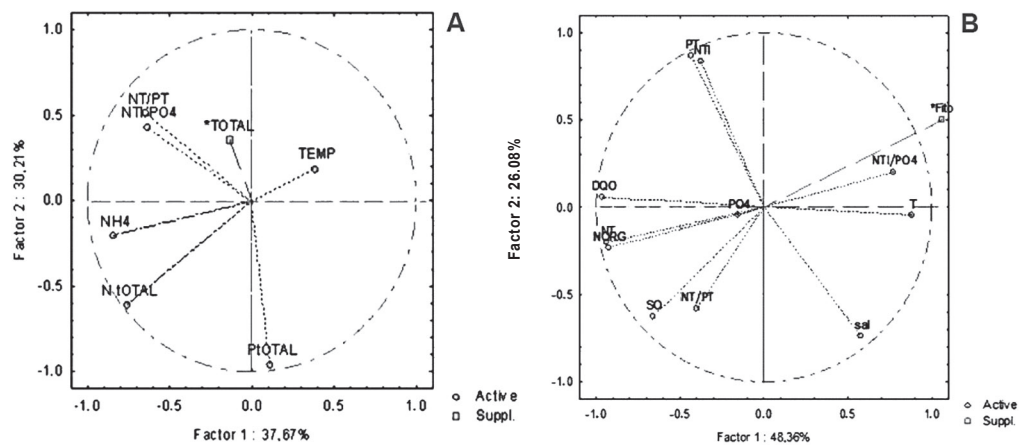 A
1.0
0.5
0.0
-0.5
-1.0
Factor 2 : 30,21%
NT/PT
NTI/PO4
*TOTAL
TEMP
NH4
NtOTAL
PtOTAL
-1.0 -0.5 0.0 0.5 1.0
Factor 1 : 37,67%
Active
Suppl.
B
1.0
0.5
0.0
-0.5
-1.0
Factor 2: 26.08%
PT
NTI
*Fito
NTI/PO4
DQO
PO4
T
NT
NORG
SO
NT/PT
sal
-1.0 -0.5 0.0 0.5 1.0
Factor 1 : 48,36%
Active
Suppl.